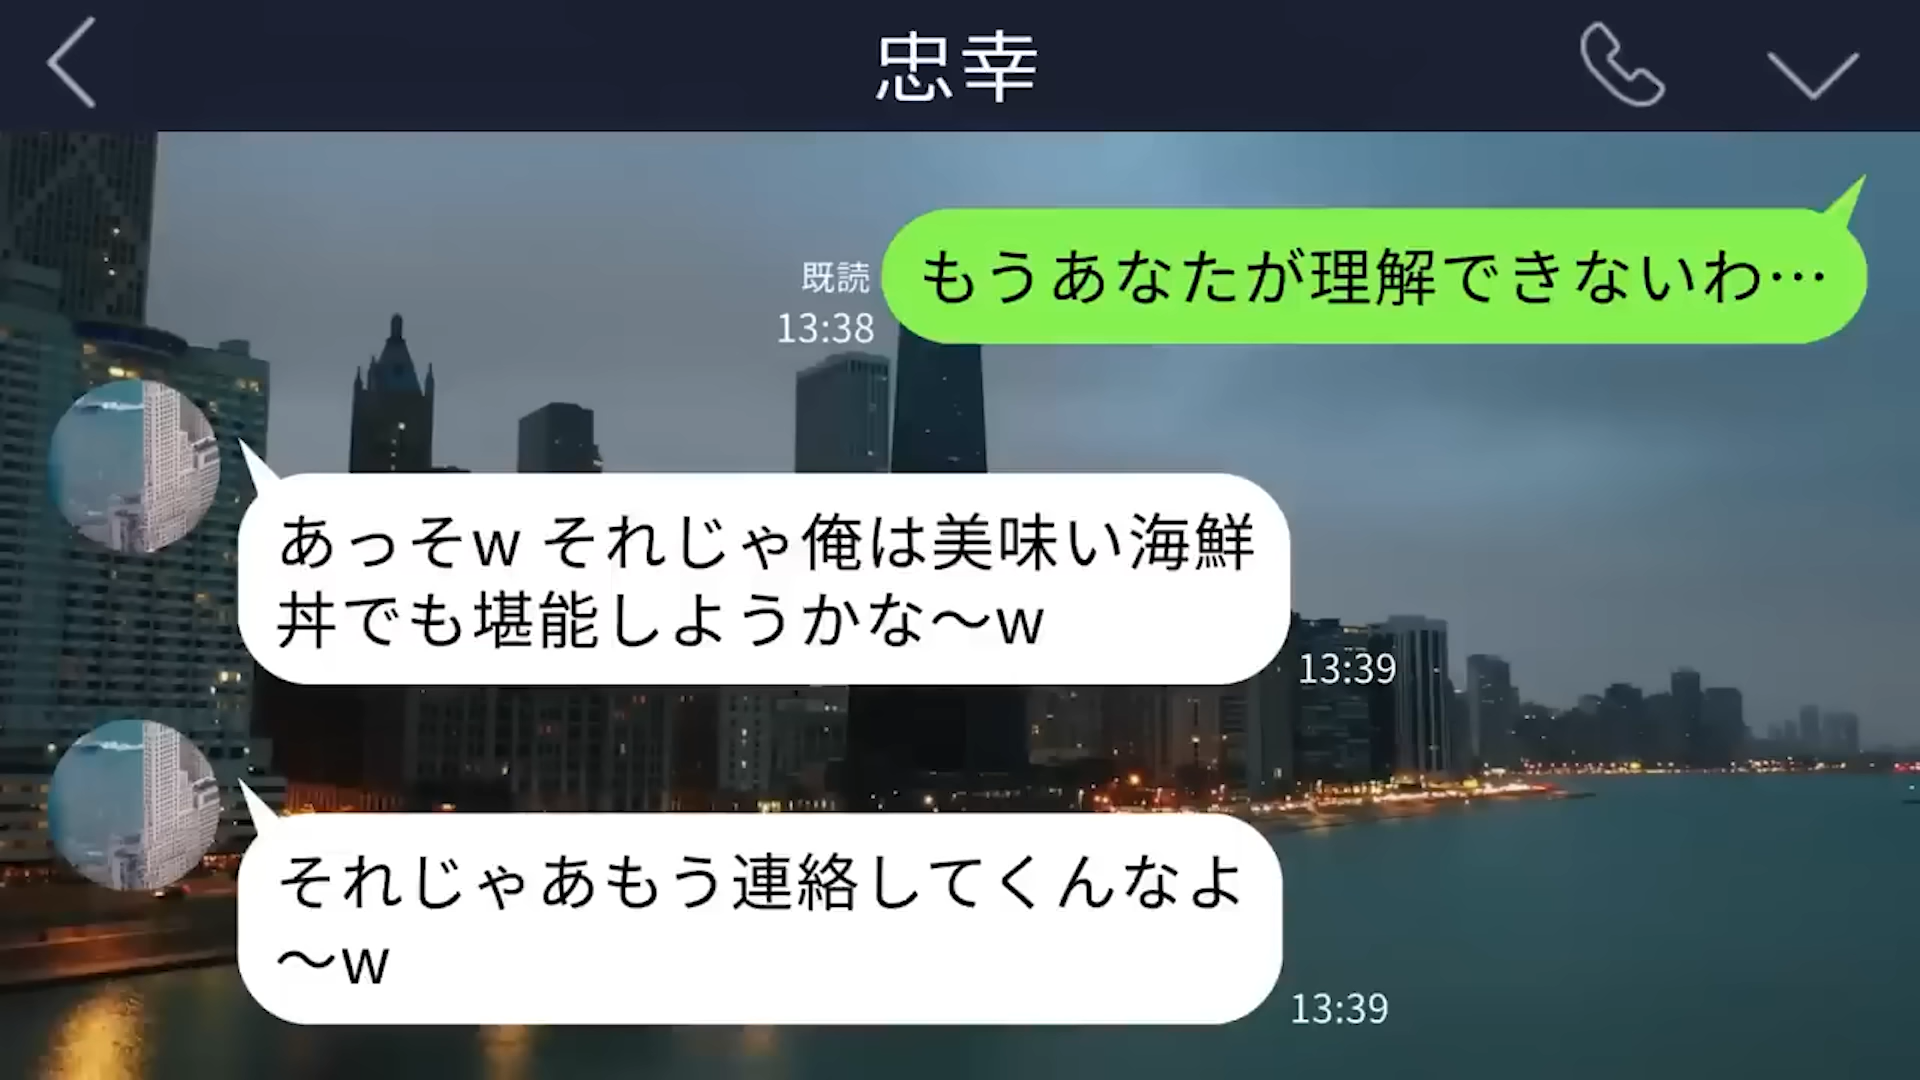 忠幸
もうあなたが理解できないわ…
既読
13:38
あっそw それじゃ俺は美味い海鮮
丼でも堪能しようかな～w
13:39
それじゃあもう連絡してくんなよ
～w
13:39